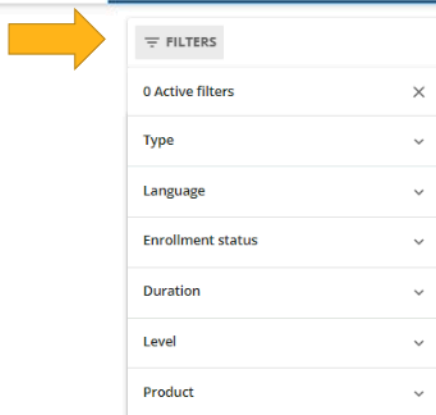 FILTERS
0 Active filters
Type
Language
Enrollment status
Duration
Level
Product